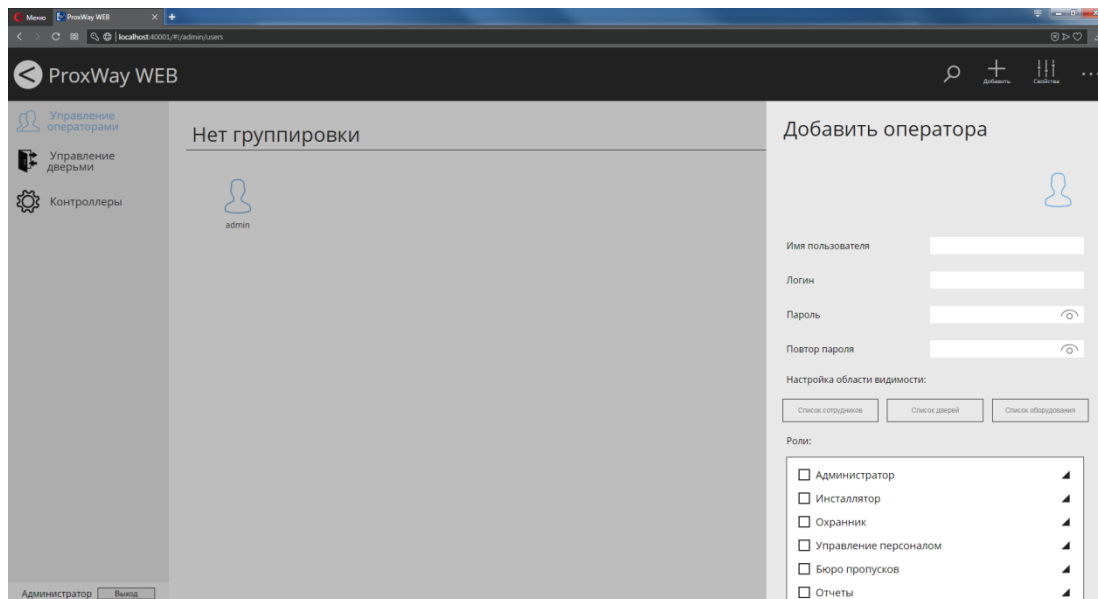 Меню
ProxWay WEB
localhost:40001/#!/admin/users
ProxWay WEB
Добавить
Свойства
Управление
операторами
Управление
дверьми
Контроллеры
Администратор
Выход
Нет группировки
admin
Добавить оператора
Имя пользователя
Логин
Пароль
Повтор пароля
Настройка области видимости:
Список сотрудников
Список дверей
Список оборудования
Роли:
Администратор
Инсталлятор
Охранник
Управление персоналом
Бюро пропусков
Отчеты